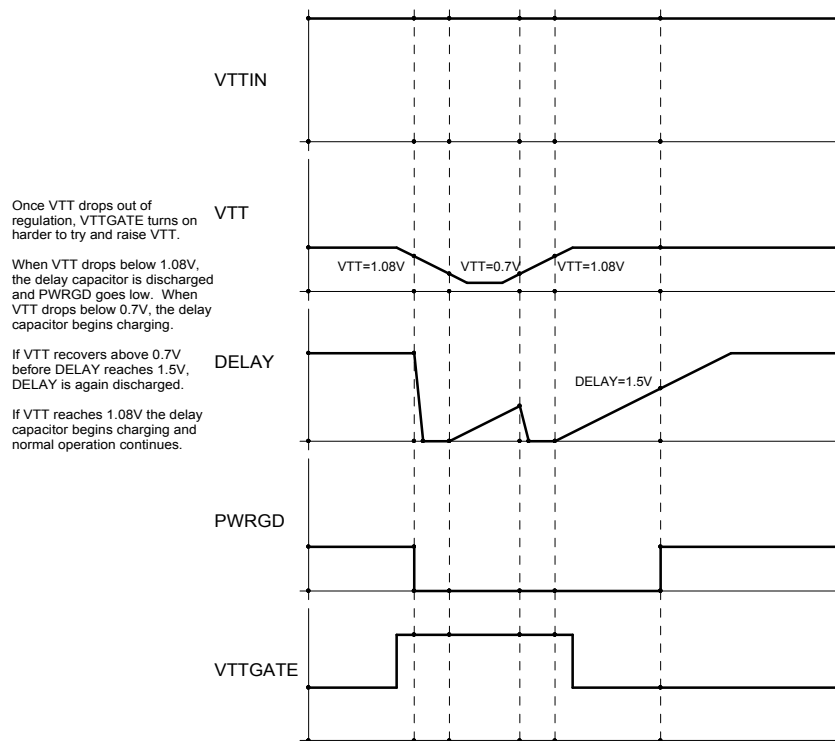 VTTIN
Once VTT drops out of
regulation, VTTGATE turns on
harder to try and raise VTT.
When VTT drops below 1.08V,
the delay capacitor is discharged
and PWRGD goes low.  When
VTT drops below 0.7V, the delay
capacitor begins charging.
If VTT recovers above 0.7V
before DELAY reaches 1.5V,
DELAY is again discharged.
If VTT reaches 1.08V the delay
capacitor begins charging and
normal operation continues.
VTT
VTT=1.08V
VTT=0.7V
VTT=1.08V
DELAY
DELAY=1.5V
PWRGD
VTTGATE